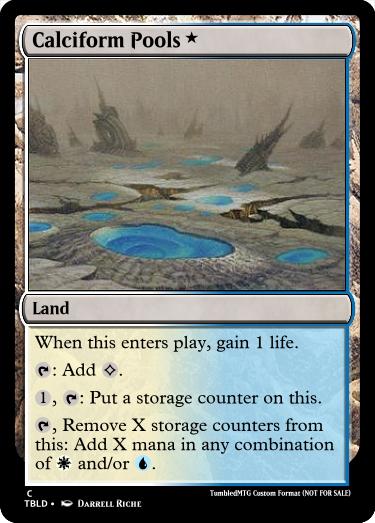 Calciform Pools ★
Land
When this enters play, gain 1 life.
: Add .
1, : Put a storage counter on this.
, Remove X storage counters from
this: Add X mana in any combination
of and/or .
C
TBLD • Darrell Riche
TumbledMTG Custom Format (NOT FOR SALE)